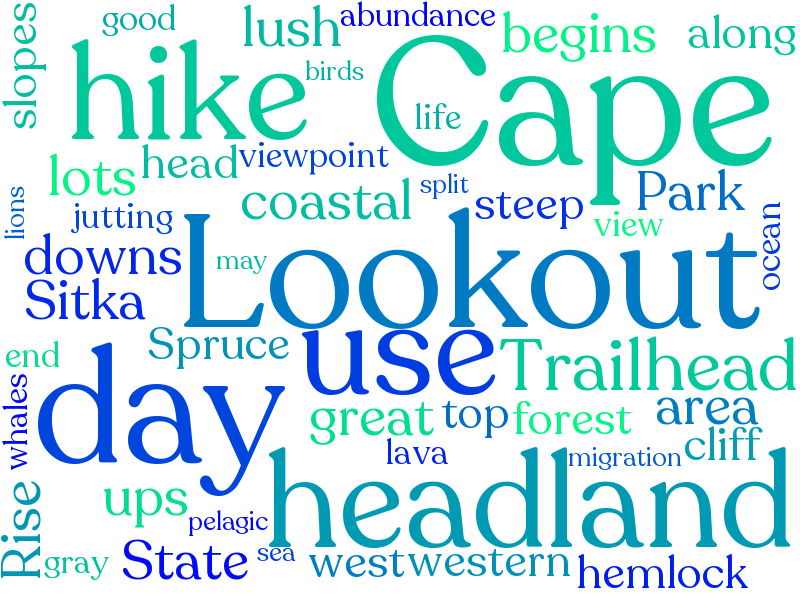 slopes
good
lush
abundance
begins
along
hike
Cape
birds
life
lots
head
viewpoint
coastal
split
steep
Park
lions
jutting
view
ocean
downs
may
Lookout
Sitka
Spruce
use
end
day
Trailhead
whales
great
top
forest
area
lava
cliff
migration
headland
Rise
ups
pelagic
gray
State
sea
west
western
hemlock